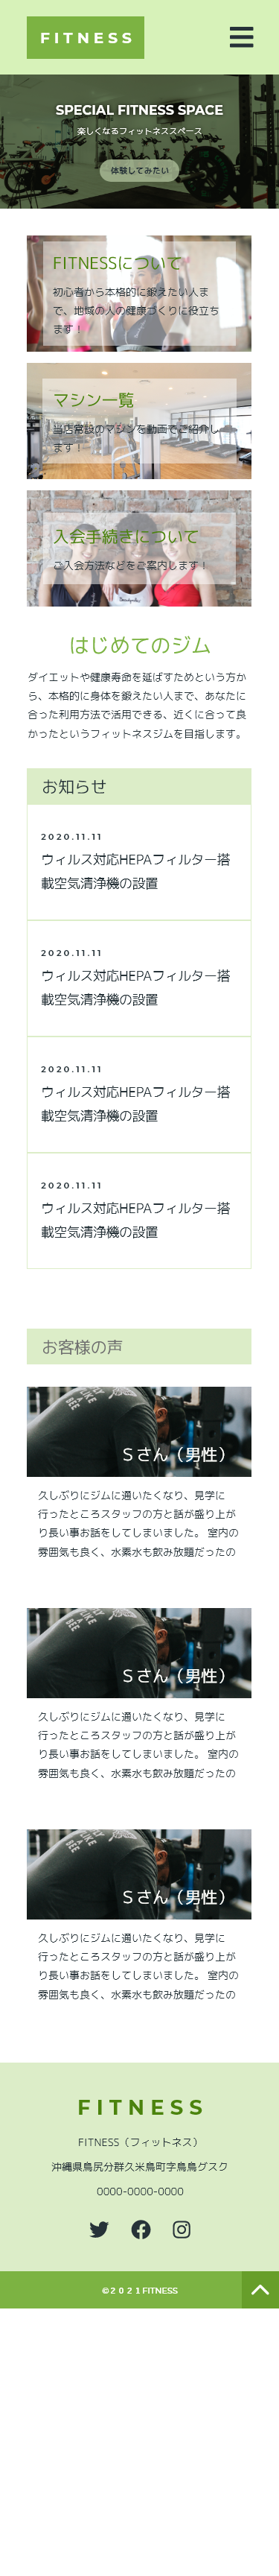 FITNESS
SPECIAL FITNESS SPACE
楽しくなるフィットネススペース
体験してみたい
FITNESSについて
初心者から本格的に鍛えたい人ま
で、地域の人の健康づくりに役立ち
ます！
マシン一覧
当店常設のマシンを動画でご紹介し
ます！
入会手続きについて
ご入会方法などをご案内します！
はじめてのジム
ダイエットや健康寿命を延ばすためという方か
ら、本格的に身体を鍛えたい人まで、あなたに
合った利用方法で活用できる、近くに合って良
かったというフィットネスジムを目指します。
お知らせ
2020.11.11
ウィルス対応HEPAフィルター搭
載空気清浄機の設置
2020.11.11
ウィルス対応HEPAフィルター搭
載空気清浄機の設置
2020.11.11
ウィルス対応HEPAフィルター搭
載空気清浄機の設置
2020.11.11
ウィルス対応HEPAフィルター搭
載空気清浄機の設置
お客様の声
Ｓさん（男性）
久しぶりにジムに通いたくなり、見学に
行ったところスタッフの方と話が盛り上が
り長い事お話をしてしまいました。 室内の
雰囲気も良く、水素水も飲み放題だったの
Ｓさん（男性）
久しぶりにジムに通いたくなり、見学に
行ったところスタッフの方と話が盛り上が
り長い事お話をしてしまいました。 室内の
雰囲気も良く、水素水も飲み放題だったの
Ｓさん（男性）
久しぶりにジムに通いたくなり、見学に
行ったところスタッフの方と話が盛り上が
り長い事お話をしてしまいました。 室内の
雰囲気も良く、水素水も飲み放題だったの
FITNESS
FITNESS（フィットネス）
沖縄県鳥尻分群久米鳥町字鳥鳥グスク
0000-0000-0000
©２０２１FITNESS